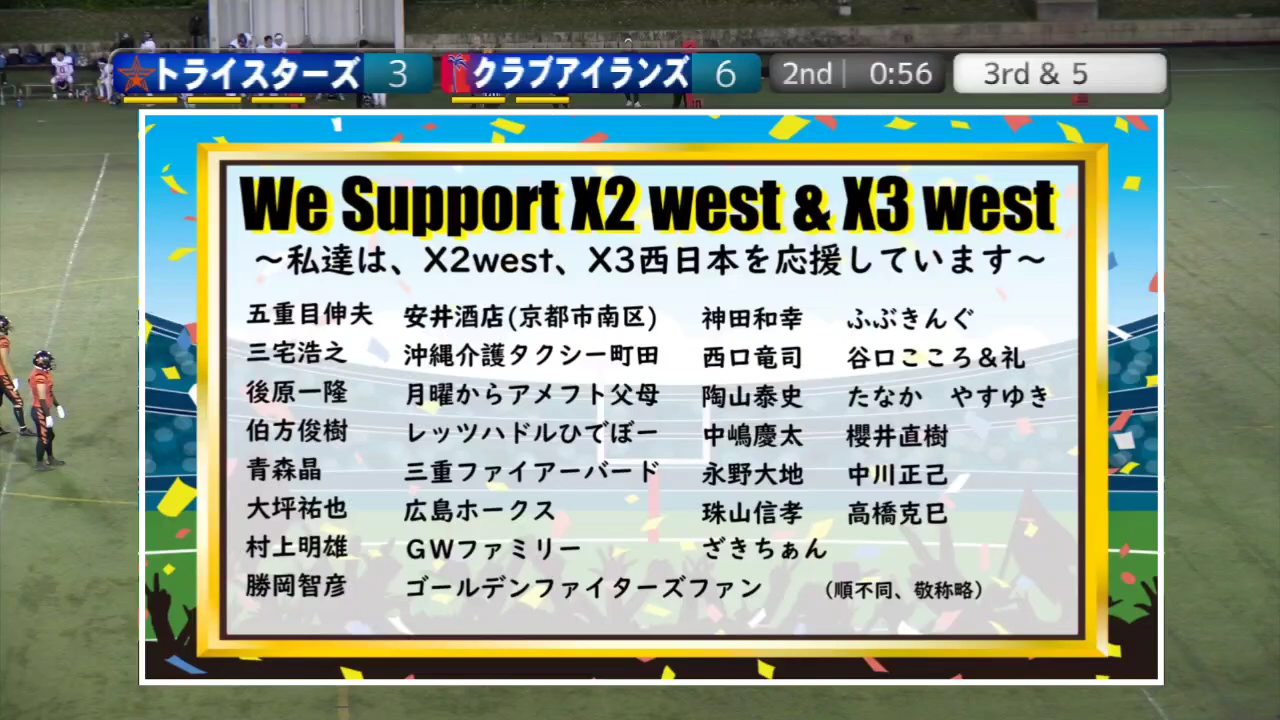 トライスターズ 3 クラブアイランズ 6 2nd 0:56 3rd & 5
We Support X2 west & X3 west
～私達は、X2west、X3西日本を応援しています～
五重目伸夫 安井酒店(京都市南区) 神田和幸 ふぶきんぐ
三宅浩之 沖縄介護タクシー町田 西口竜司 谷口こころ＆礼
後原一隆 月曜からアメフト父母 陶山泰史 たなか　やすゆき
伯方俊樹 レッツハドルひでぼー 中嶋慶太 櫻井直樹
青森晶 三重ファイアーバード 永野大地 中川正己
大坪祐也 広島ホークス 珠山信孝 高橋克巳
村上明雄 GWファミリー ざきちぁん
勝岡智彦 ゴールデンファイターズファン （順不同、敬称略）